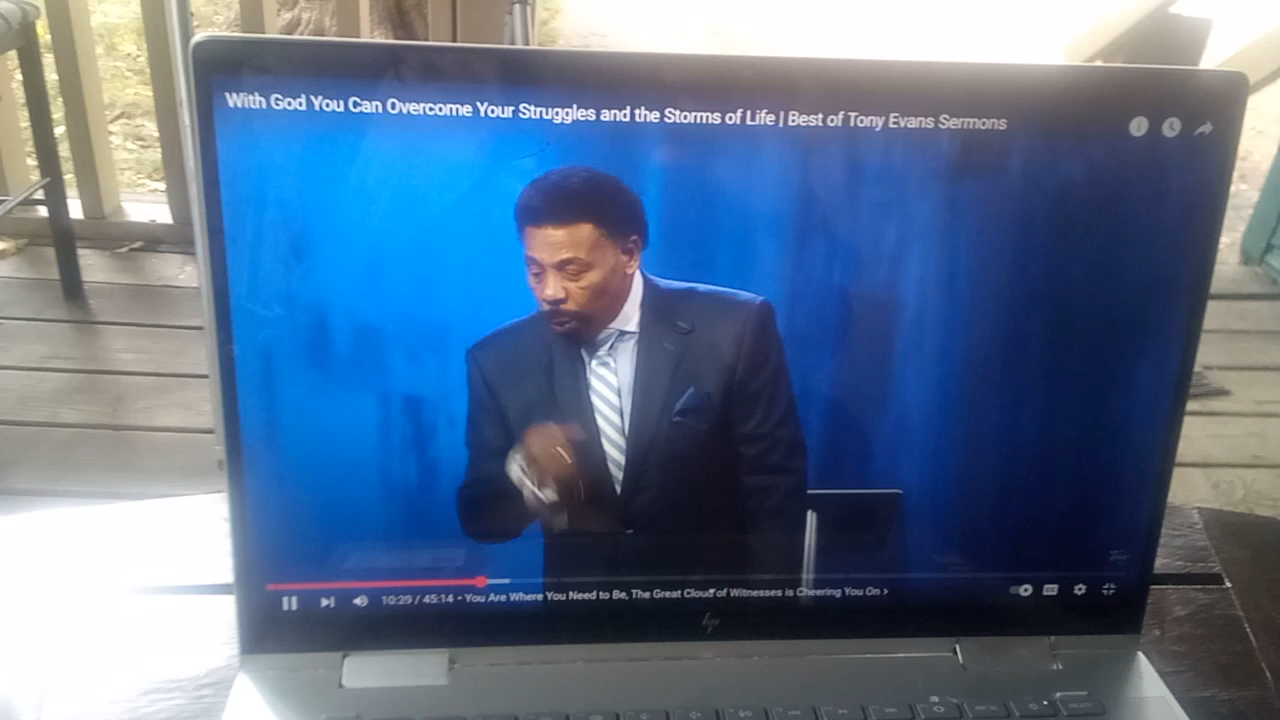 With God You Can Overcome Your Struggles and the Storms of Life | Best of Tony Evans Sermons
10:29 / 45:14 • You Are Where You Need to Be, The Great Cloud of Witnesses is Cheering You On >
hp